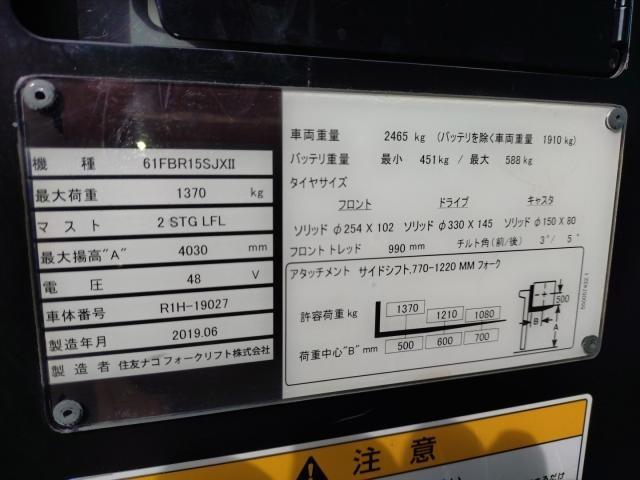 機種 61FBR15SJXII
最大荷重 1370 kg
マスト 2 STG LFL
最大揚高"A" 4030 mm
電圧 48 V
車体番号 R1H-19027
製造年月 2019.06
製造者 住友ナコフォークリフト株式会社
車両重量 2465 kg (バッテリを除く車両重量 1910 kg)
バッテリ重量 最小 451 kg / 最大 588 kg
タイヤサイズ
フロント ドライブ キャスタ
ソリッド φ254 X 102 ソリッド φ330 X 145 ソリッド φ150 X 80
フロントトレッド 990 mm チルト角(前/後) 3° / 5°
アタッチメント サイドシフト,770-1220 MM フォーク
許容荷重 kg 1370 1210 1080
荷重中心"B" mm 500 600 700
500
B
A
注意